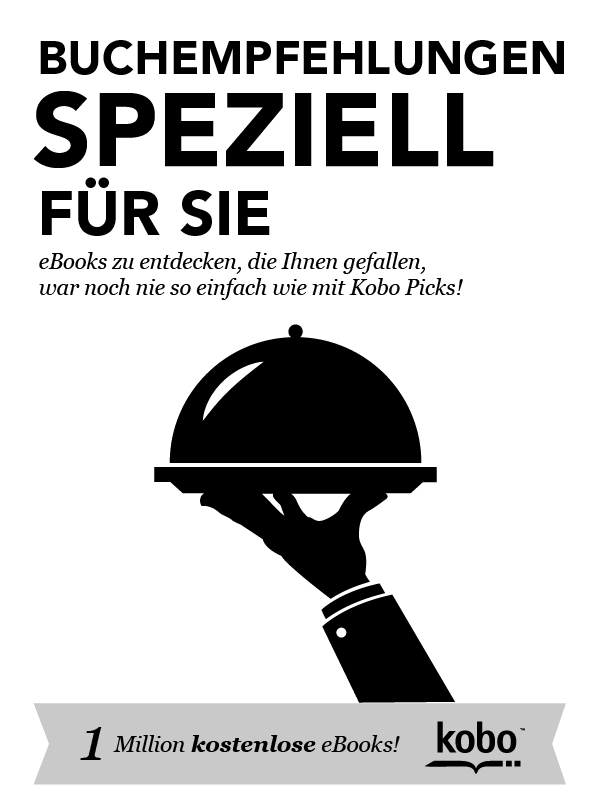 BUCHEMPFEHLUNGEN
SPEZIELL
FÜR SIE
eBooks zu entdecken, die Ihnen gefallen,
war noch nie so einfach wie mit Kobo Picks!
1 Million kostenlose eBooks!
kobo™